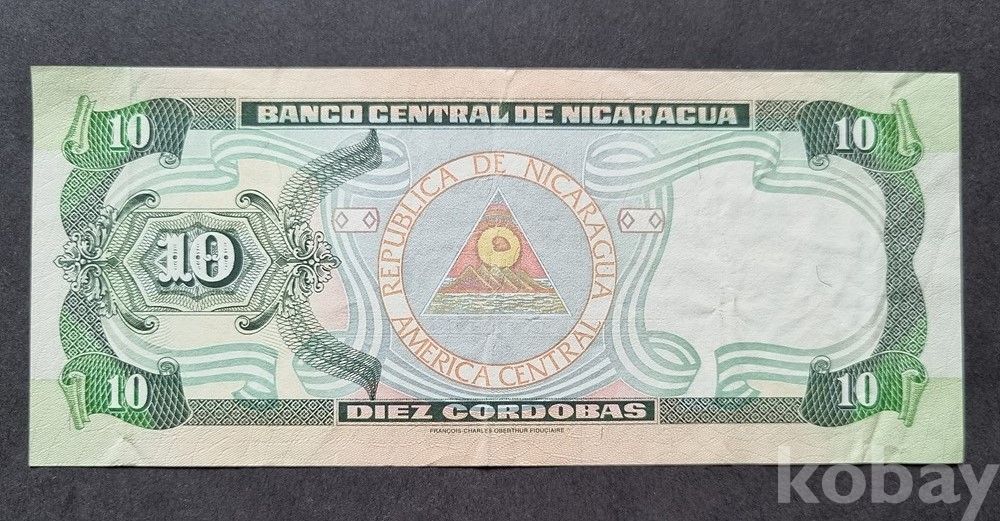 BANCO CENTRAL DE NICARAGUA
10
10
REPUBLICA DE NICARAGUA
AMERICA CENTRAL
10
10
10
DIEZ CORDOBAS
FRANÇOIS-CHARLES OBERTHUR FIDUCIAIRE
kobay